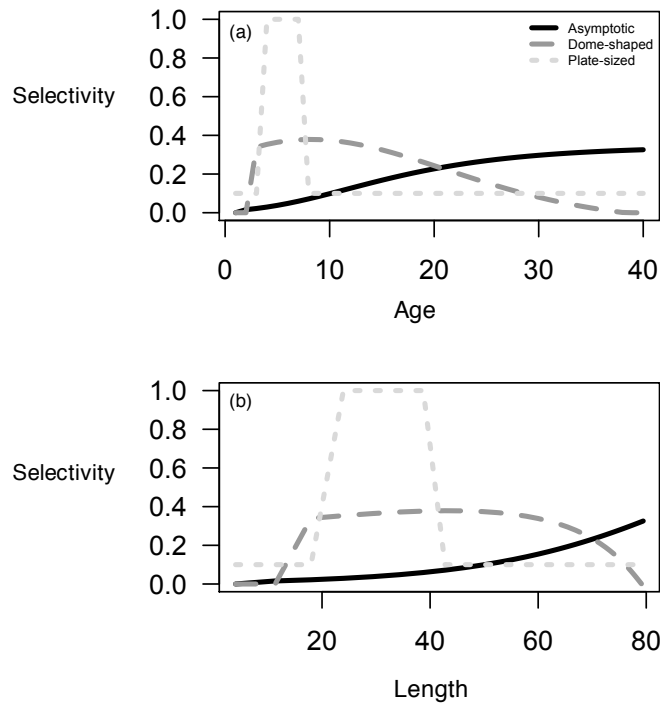 (a)
Asymptotic
Dome-shaped
Plate-sized
Selectivity
1.0
0.8
0.6
0.4
0.2
0.0
0 10 20 30 40
Age
(b)
Selectivity
1.0
0.8
0.6
0.4
0.2
0.0
20 40 60 80
Length